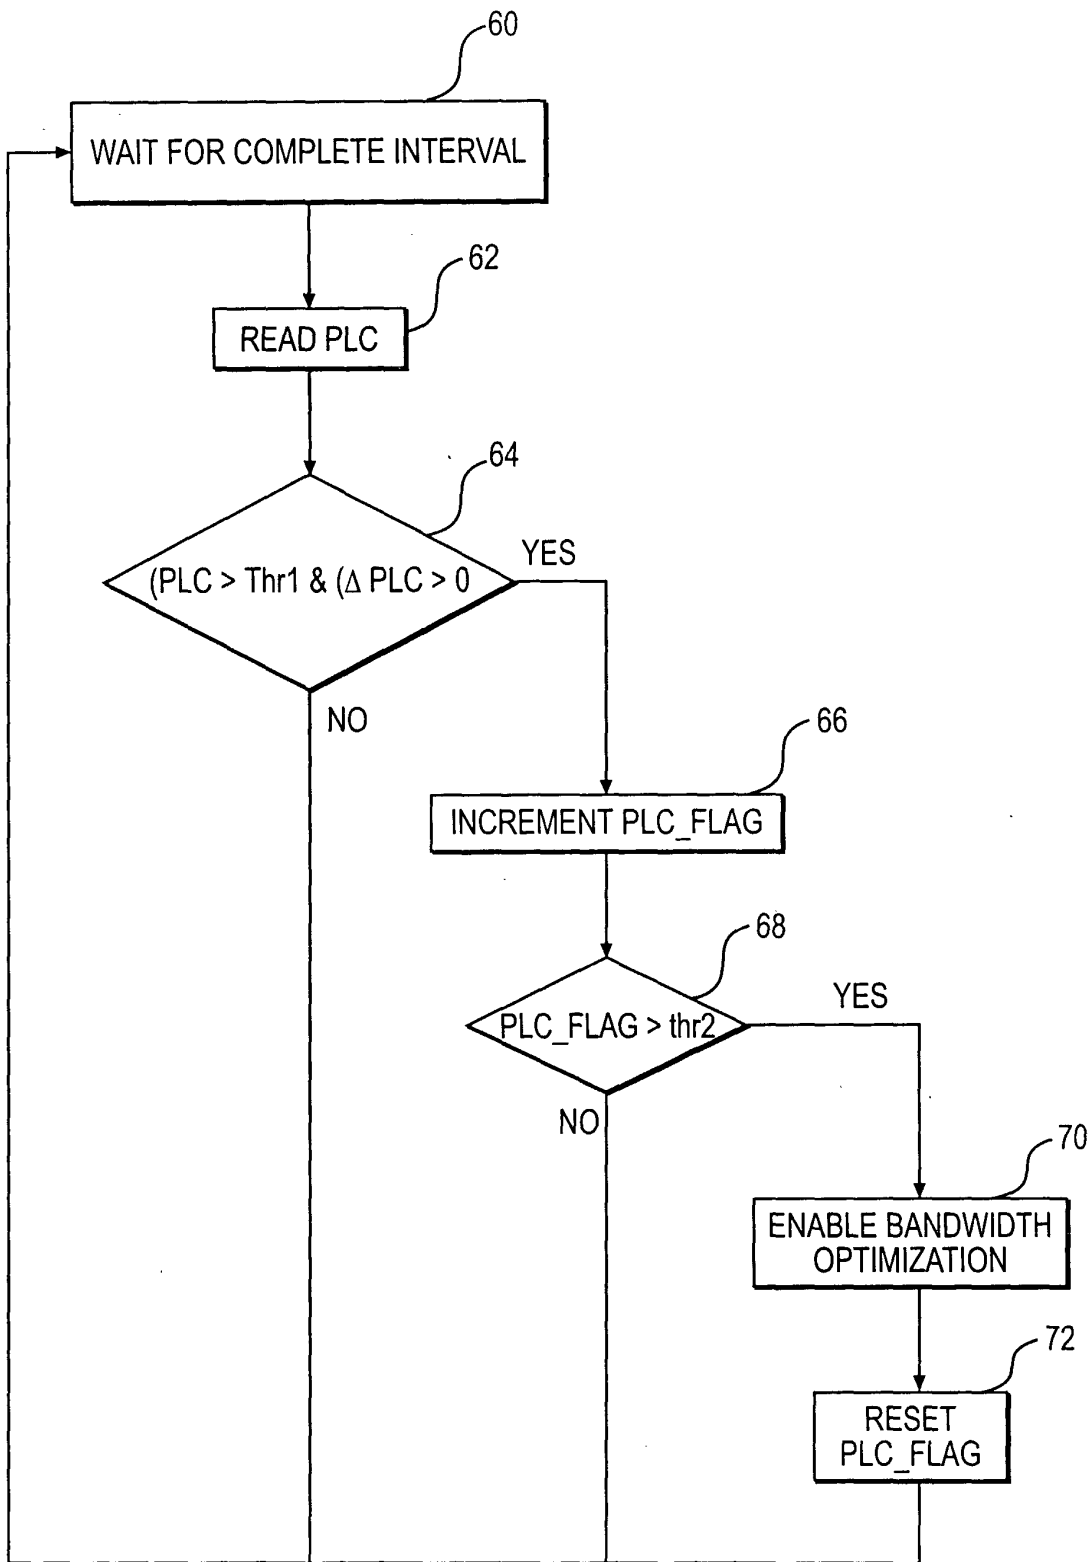 60
WAIT FOR COMPLETE INTERVAL
62
READ PLC
64
(PLC > Thr1 & (Δ PLC > 0
YES
NO
66
INCREMENT PLC_FLAG
68
PLC_FLAG > thr2
YES
NO
70
ENABLE BANDWIDTH
OPTIMIZATION
72
RESET
PLC_FLAG